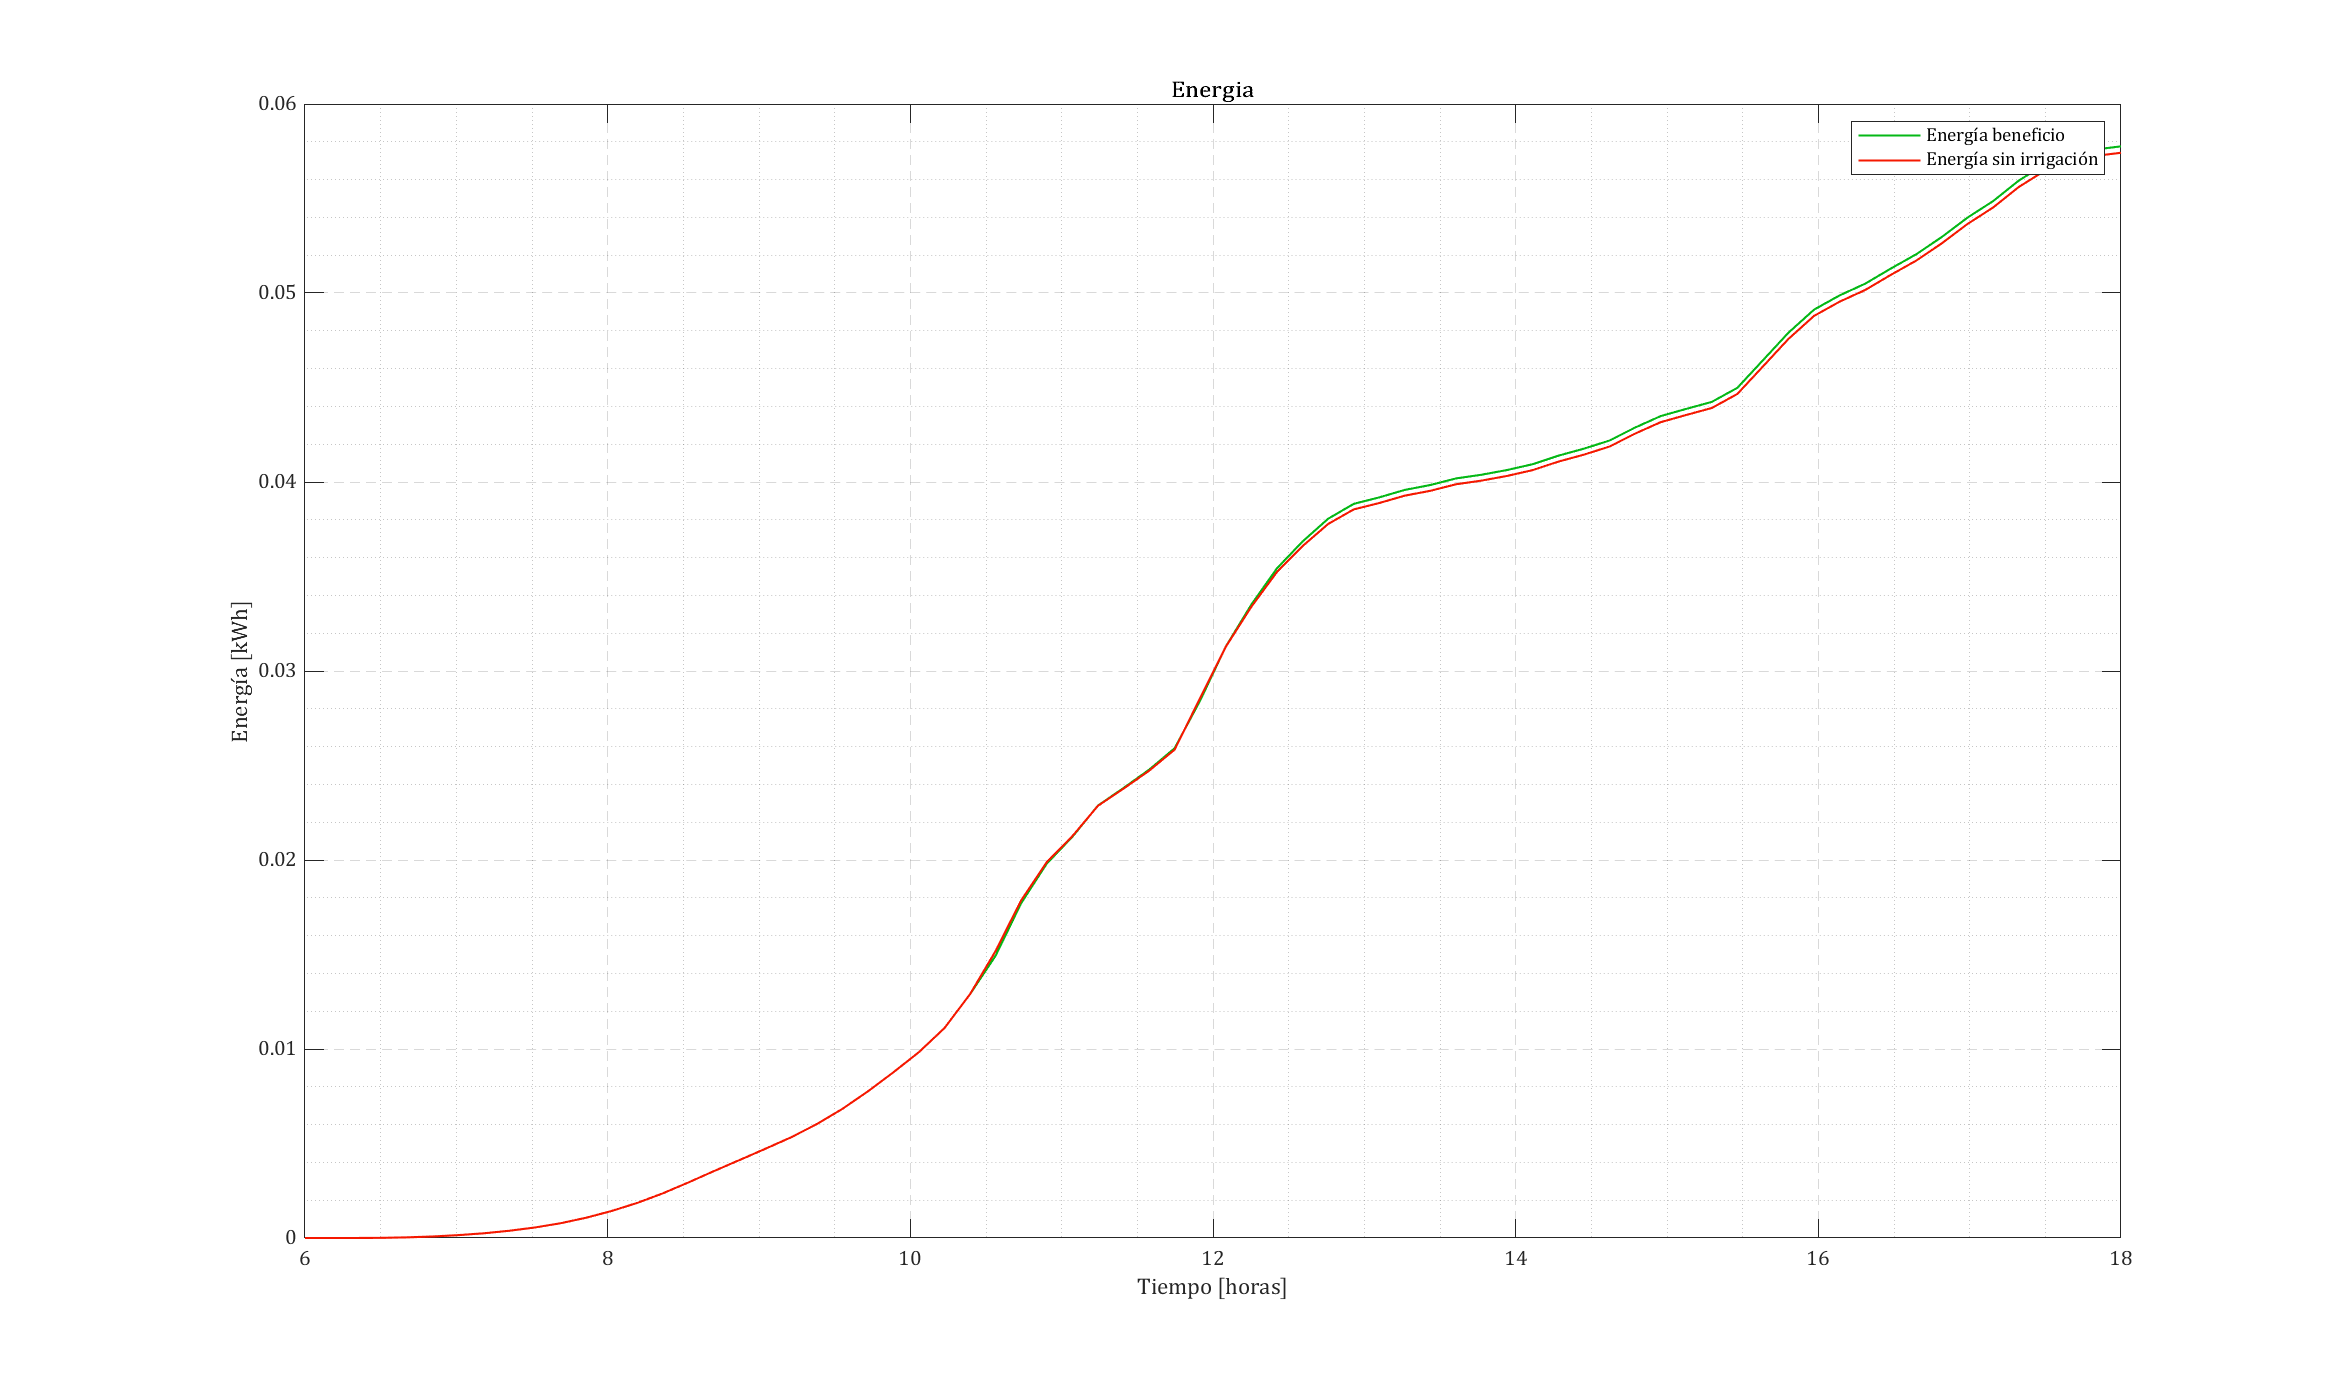 Energia
0.06
0.05
0.04
0.03
0.02
0.01
0
Energía [kWh]
Energía beneficio
Energía sin irrigación
6 8 10 12 14 16 18
Tiempo [horas]